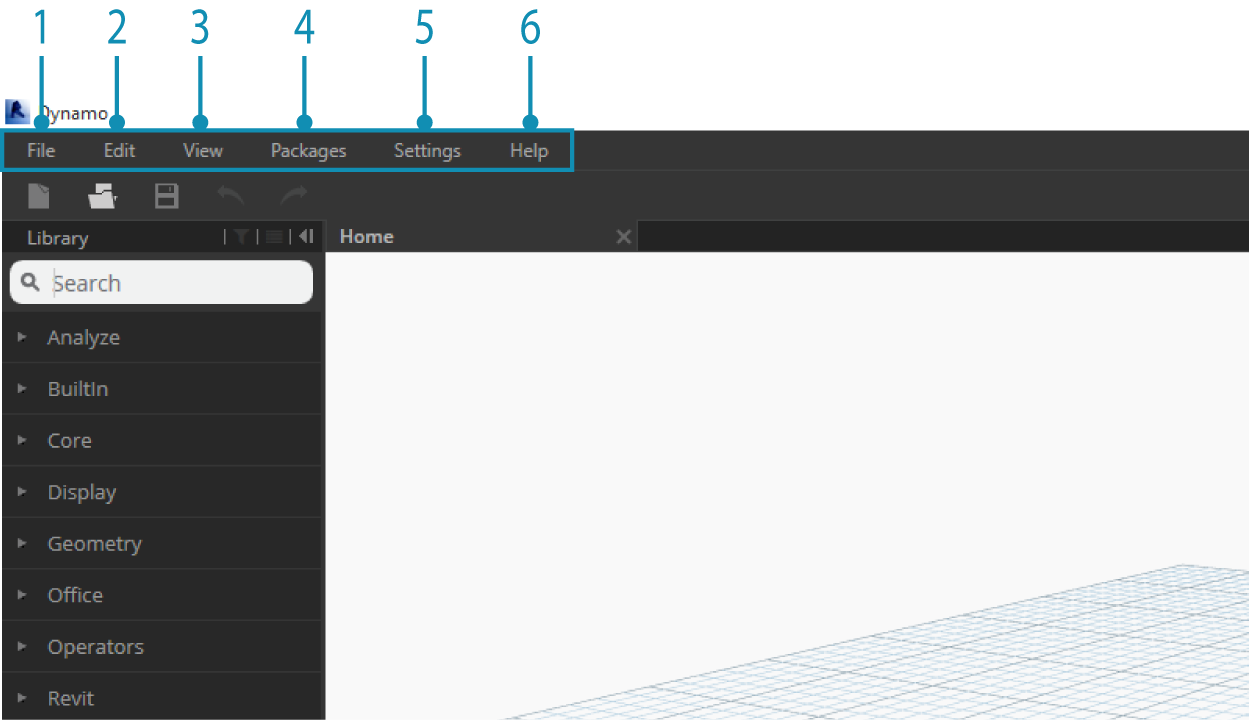 1 2 3 4 5 6
Dynamo
File Edit View Packages Settings Help
Library
Home
Search
Analyze
BuiltIn
Core
Display
Geometry
Office
Operators
Revit